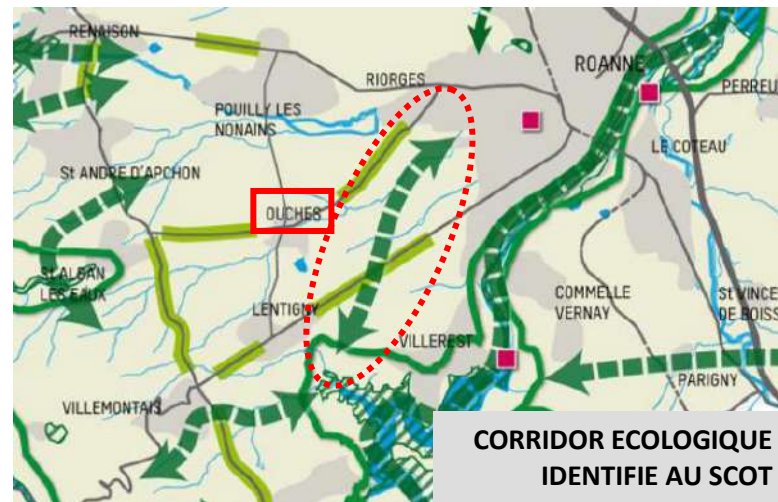 RENAISON
RIORGES
ROANNE
PERREU
POUILLY LES
NONAINS
LE COTEAU
St ANDRE D'APCHON
OUCHES
St ALBAN
LES EAUX
LENTIGNY
COMMELLE
VERNAY
St VINCE
DE BOISS
VILLEREST
PARIGNY
VILLEMONTAIS
CORRIDOR ECOLOGIQUE
IDENTIFIE AU SCOT